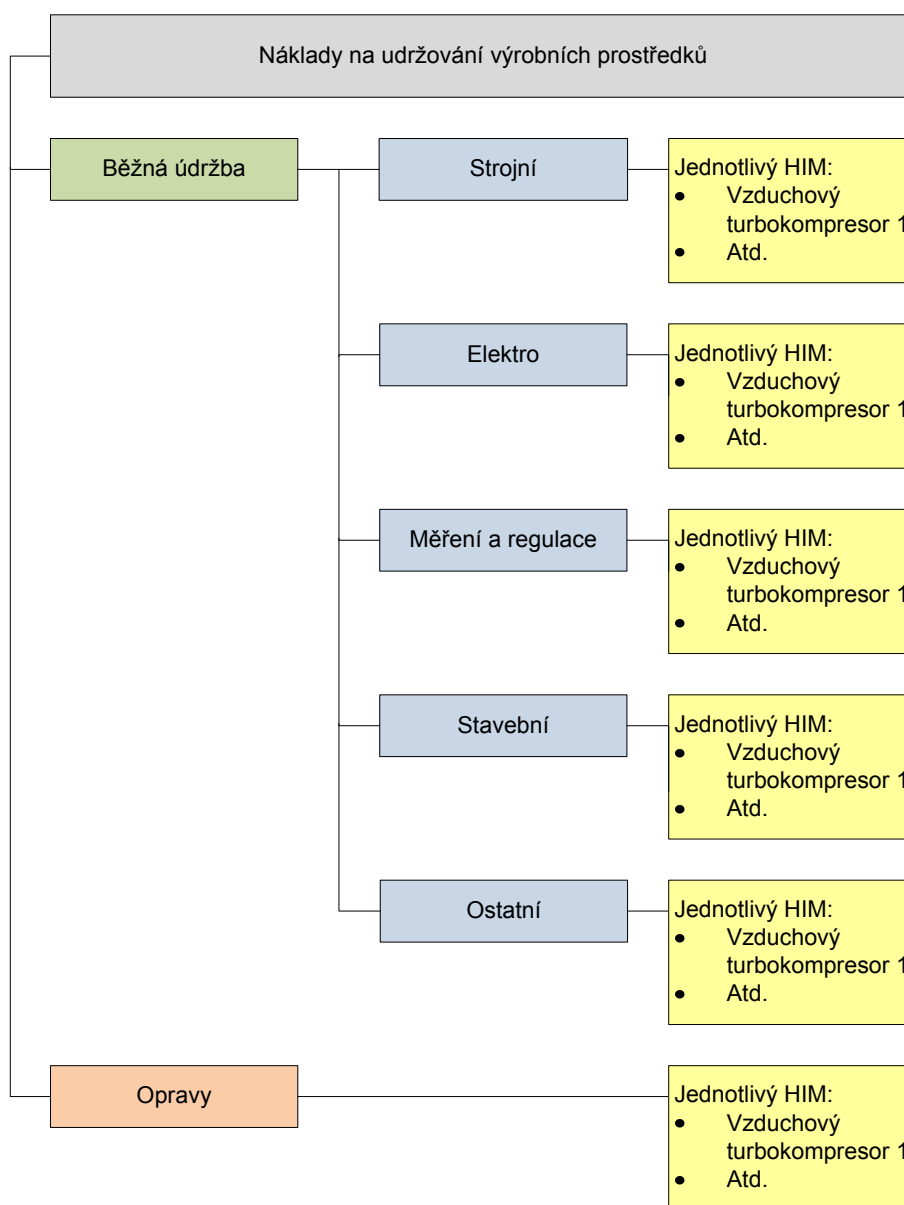 Náklady na udržování výrobních prostředků
Běžná údržba
Strojní
Jednotlivý HIM:
• Vzduchový
turbokompresor 1
• Atd.
Elektro
Jednotlivý HIM:
• Vzduchový
turbokompresor 1
• Atd.
Měření a regulace
Jednotlivý HIM:
• Vzduchový
turbokompresor 1
• Atd.
Stavební
Jednotlivý HIM:
• Vzduchový
turbokompresor 1
• Atd.
Ostatní
Jednotlivý HIM:
• Vzduchový
turbokompresor 1
• Atd.
Opravy
Jednotlivý HIM:
• Vzduchový
turbokompresor 1
• Atd.